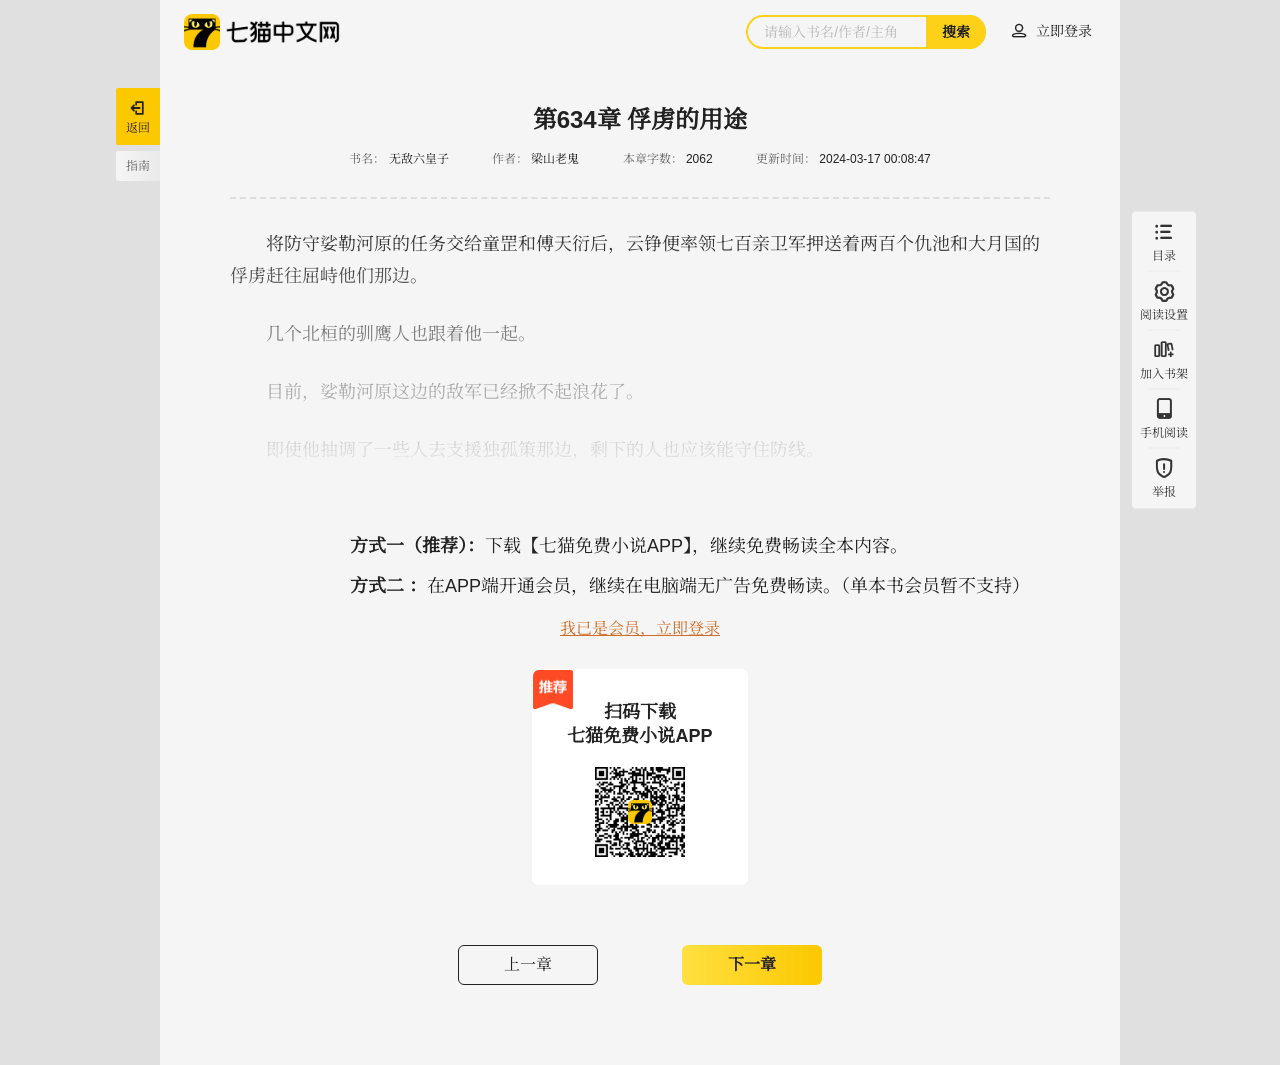 七猫中文网
请输入书名/作者/主角
搜索
立即登录
返回
指南
第634章 俘虏的用途
书名： 无敌六皇子 作者： 梁山老鬼 本章字数： 2062 更新时间： 2024-03-17 00:08:47
将防守娑勒河原的任务交给童罡和傅天衍后，云铮便率领七百亲卫军押送着两百个仇池和大月国的
俘虏赶往屈峙他们那边。
几个北桓的驯鹰人也跟着他一起。
目前，娑勒河原这边的敌军已经掀不起浪花了。
即使他抽调了一些人去支援独孤策那边，剩下的人也应该能守住防线。
目录
阅读设置
加入书架
手机阅读
举报
方式一（推荐）：下载【七猫免费小说APP】，继续免费畅读全本内容。
方式二 ：在APP端开通会员，继续在电脑端无广告免费畅读。（单本书会员暂不支持）
我已是会员，立即登录
推荐
扫码下载
七猫免费小说APP
上一章
下一章